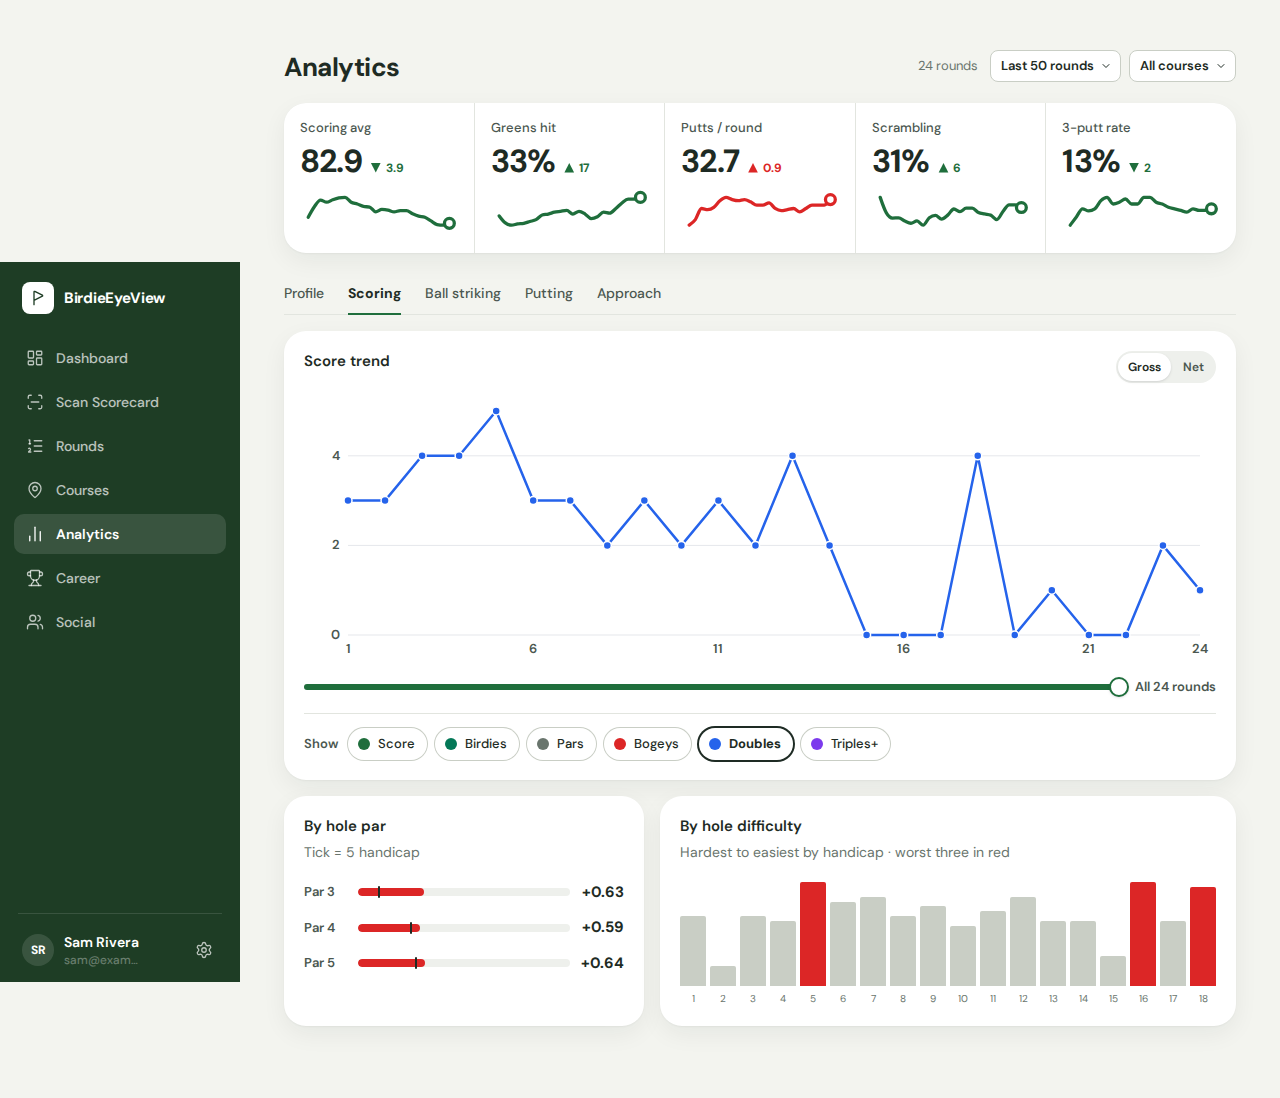 Analytics
24 rounds
Last 50 rounds
All courses
Scoring avg
82.9 ▼ 3.9
Greens hit
33% ▲ 17
Putts / round
32.7 ▲ 0.9
Scrambling
31% ▲ 6
3-putt rate
13% ▼ 2
BirdieEyeView
Dashboard
Scan Scorecard
Rounds
Courses
Analytics
Career
Social
SR
Sam Rivera
sam@exam...
Profile Scoring Ball striking Putting Approach
Score trend
Gross Net
4
2
0
1 6 11 16 21 24
All 24 rounds
Show Score Birdies Pars Bogeys Doubles Triples+
By hole par
Tick = 5 handicap
Par 3 +0.63
Par 4 +0.59
Par 5 +0.64
By hole difficulty
Hardest to easiest by handicap · worst three in red
1 2 3 4 5 6 7 8 9 10 11 12 13 14 15 16 17 18